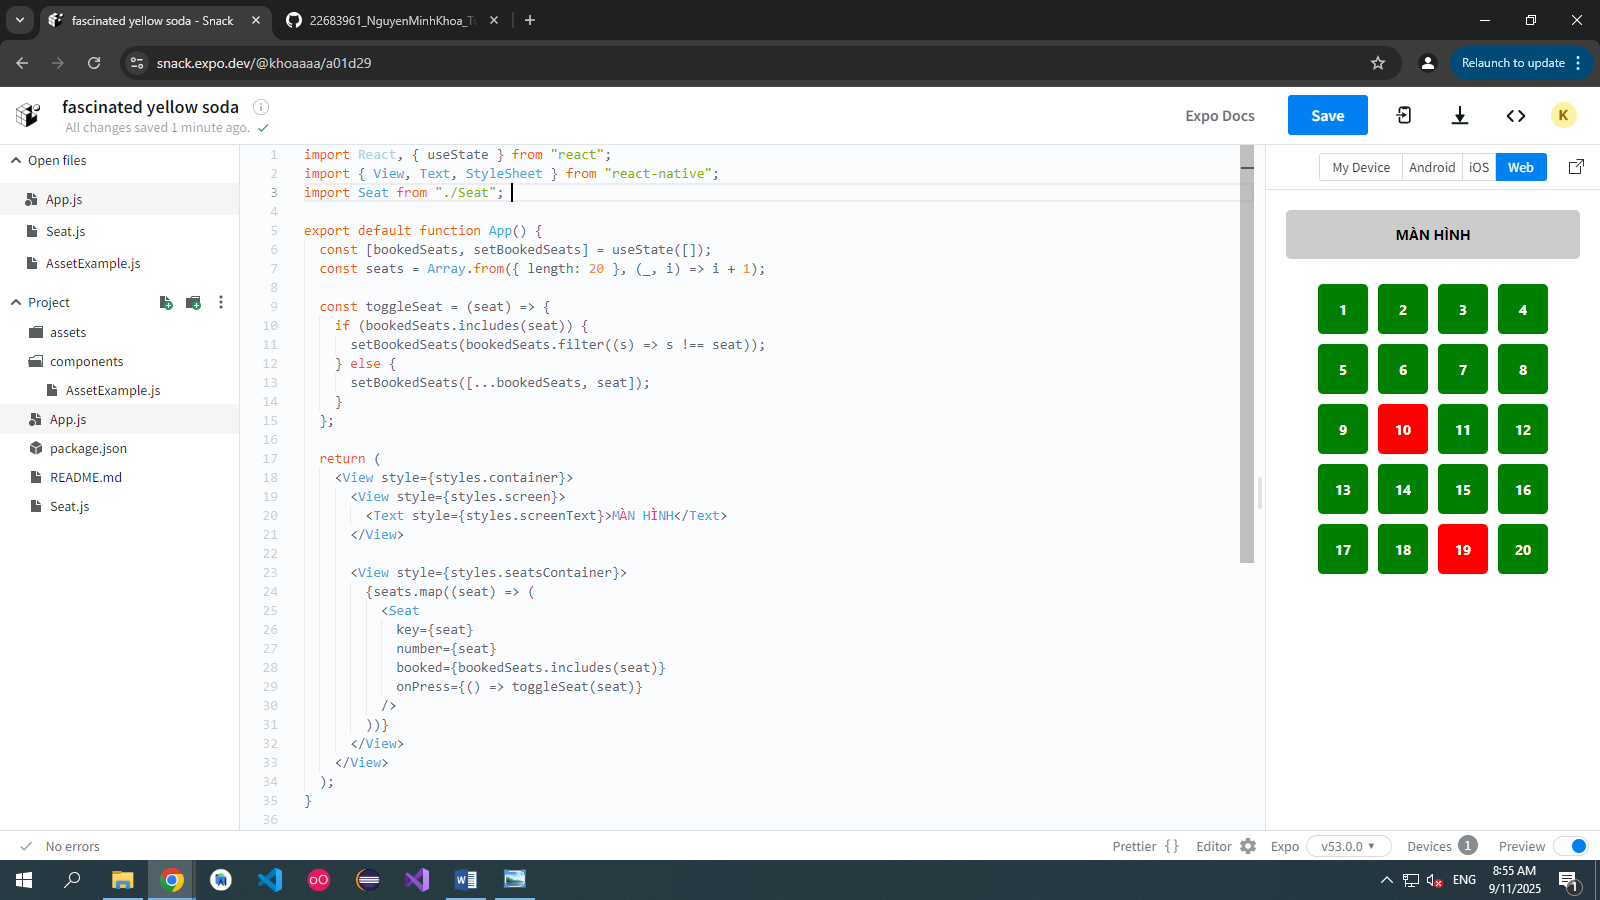 fascinated yellow soda - Snack
22683961_NguyenMinhKhoa_Tu
snack.expo.dev/@khoaaaa/a01d29
Relaunch to update
fascinated yellow soda
All changes saved 1 minute ago.
Expo Docs
Save
K
Open files
App.js
Seat.js
AssetExample.js
Project
assets
components
AssetExample.js
App.js
package.json
README.md
Seat.js
1 import React, { useState } from "react";
2 import { View, Text, StyleSheet } from "react-native";
3 import Seat from "./Seat";
4
5 export default function App() {
6 const [bookedSeats, setBookedSeats] = useState([]);
7 const seats = Array.from({ length: 20 }, (_, i) => i + 1);
8
9 const toggleSeat = (seat) => {
10 if (bookedSeats.includes(seat)) {
11 setBookedSeats(bookedSeats.filter((s) => s !== seat));
12 } else {
13 setBookedSeats([...bookedSeats, seat]);
14 }
15 };
16
17 return (
18 <View style={styles.container}>
19 <View style={styles.screen}>
20 <Text style={styles.screenText}>MÀN HÌNH</Text>
21 </View>
22
23 <View style={styles.seatsContainer}>
24 {seats.map((seat) => (
25 <Seat
26 key={seat}
27 number={seat}
28 booked={bookedSeats.includes(seat)}
29 onPress={() => toggleSeat(seat)}
30 />
31 ))}
32 </View>
33 </View>
34 );
35 }
36
My Device Android iOS Web
MÀN HÌNH
1 2 3 4
5 6 7 8
9 10 11 12
13 14 15 16
17 18 19 20
No errors
Prettier {} Editor Expo v53.0.0 Devices 1 Preview
ENG
8:55 AM
9/11/2025
1